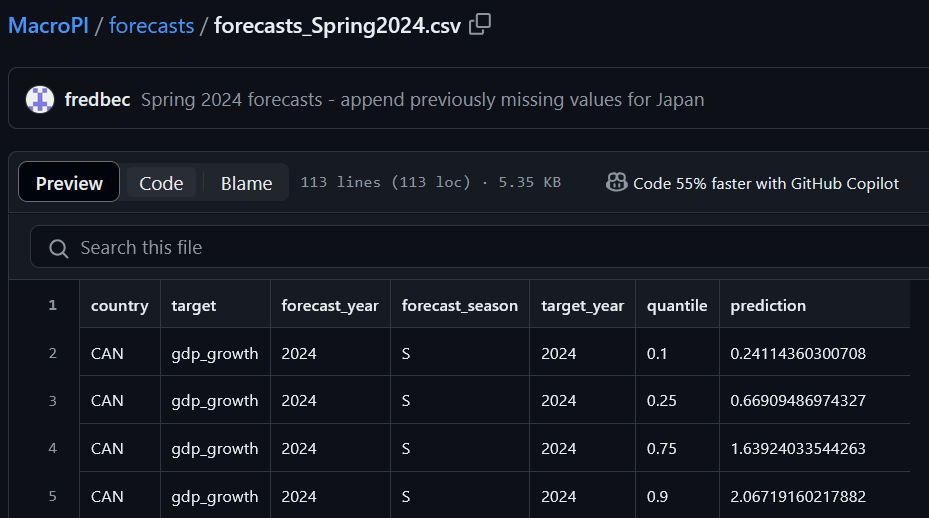 MacroPI / forecasts / forecasts_Spring2024.csv
fredbec Spring 2024 forecasts - append previously missing values for Japan
Preview Code Blame 113 lines (113 loc) · 5.35 KB Code 55% faster with GitHub Copilot
Search this file
1 country target forecast_year forecast_season target_year quantile prediction
2 CAN gdp_growth 2024 S 2024 0.1 0.24114360300708
3 CAN gdp_growth 2024 S 2024 0.25 0.66909486974327
4 CAN gdp_growth 2024 S 2024 0.75 1.63924033544263
5 CAN gdp_growth 2024 S 2024 0.9 2.06719160217882